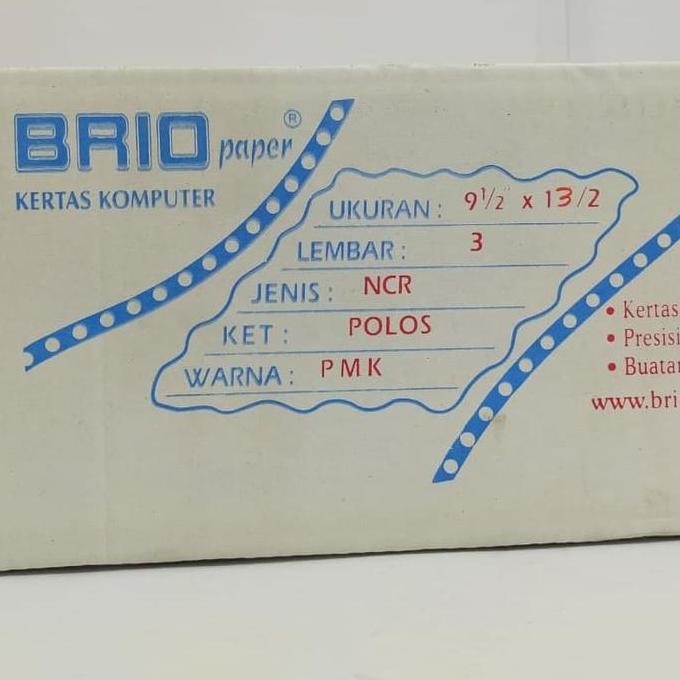 BRIO paper ®
KERTAS KOMPUTER
UKURAN : 9½" x 13/2
LEMBAR : 3
JENIS : NCR
KET : POLOS
WARNA : PMK
• Kertas
• Presisi
• Buatan
www.bri